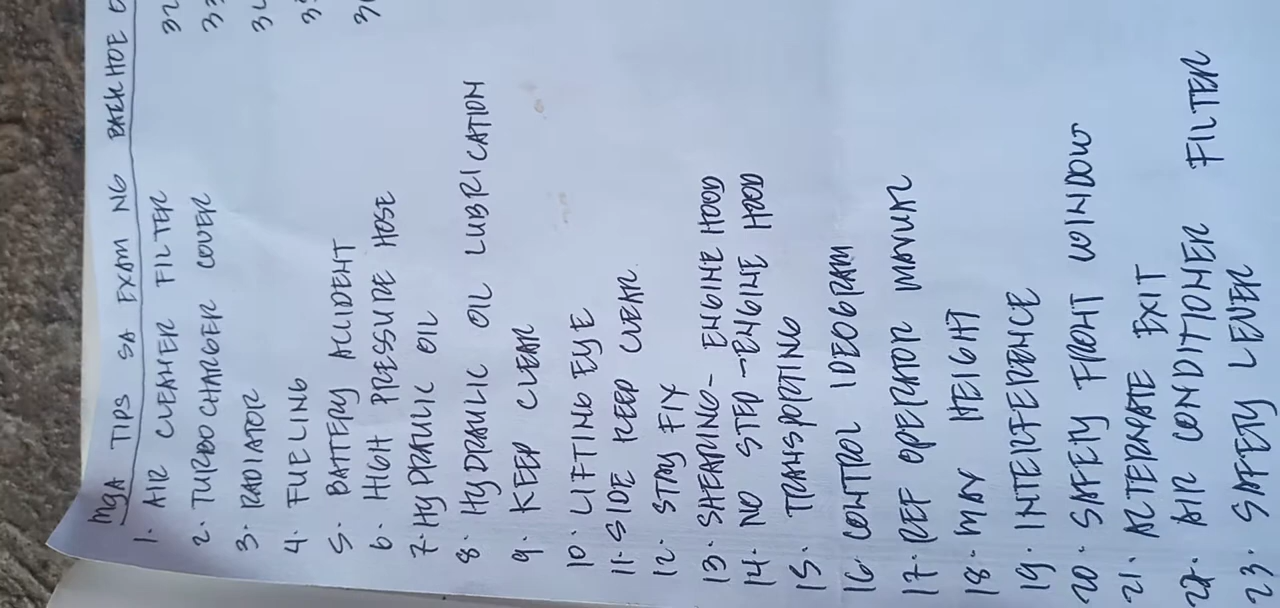 MGA TIPS SA EXAM NG BACKHOE
1. AIR CLEANER FILTER
2. TURBOCHARGER COVER
3. RADIATOR
4. FUELING
5. BATTERY ACCIDENT
6. HIGH PRESSURE HOSE
7. HYDRAULIC OIL
8. HYDRAULIC OIL LUBRICATION
9. KEEP CLEAR
10. LIFTING EYE
11. SIDE KEEP CLEAR
12. STAY FIX
13. SHEARING - ENGINE HOOD
14. NO STEP - ENGINE HOOD
15. TRANSPORTING
16. CONTROL IDEOGRAM
17. REF OPERATOR MANUAL
18. MAX HEIGHT
19. INTERFERENCE
20. SAFETY FRONT WINDOW
21. ALTERNATE EXIT
22. AIR CONDITIONER FILTER
23. SAFETY LEVER
32
33